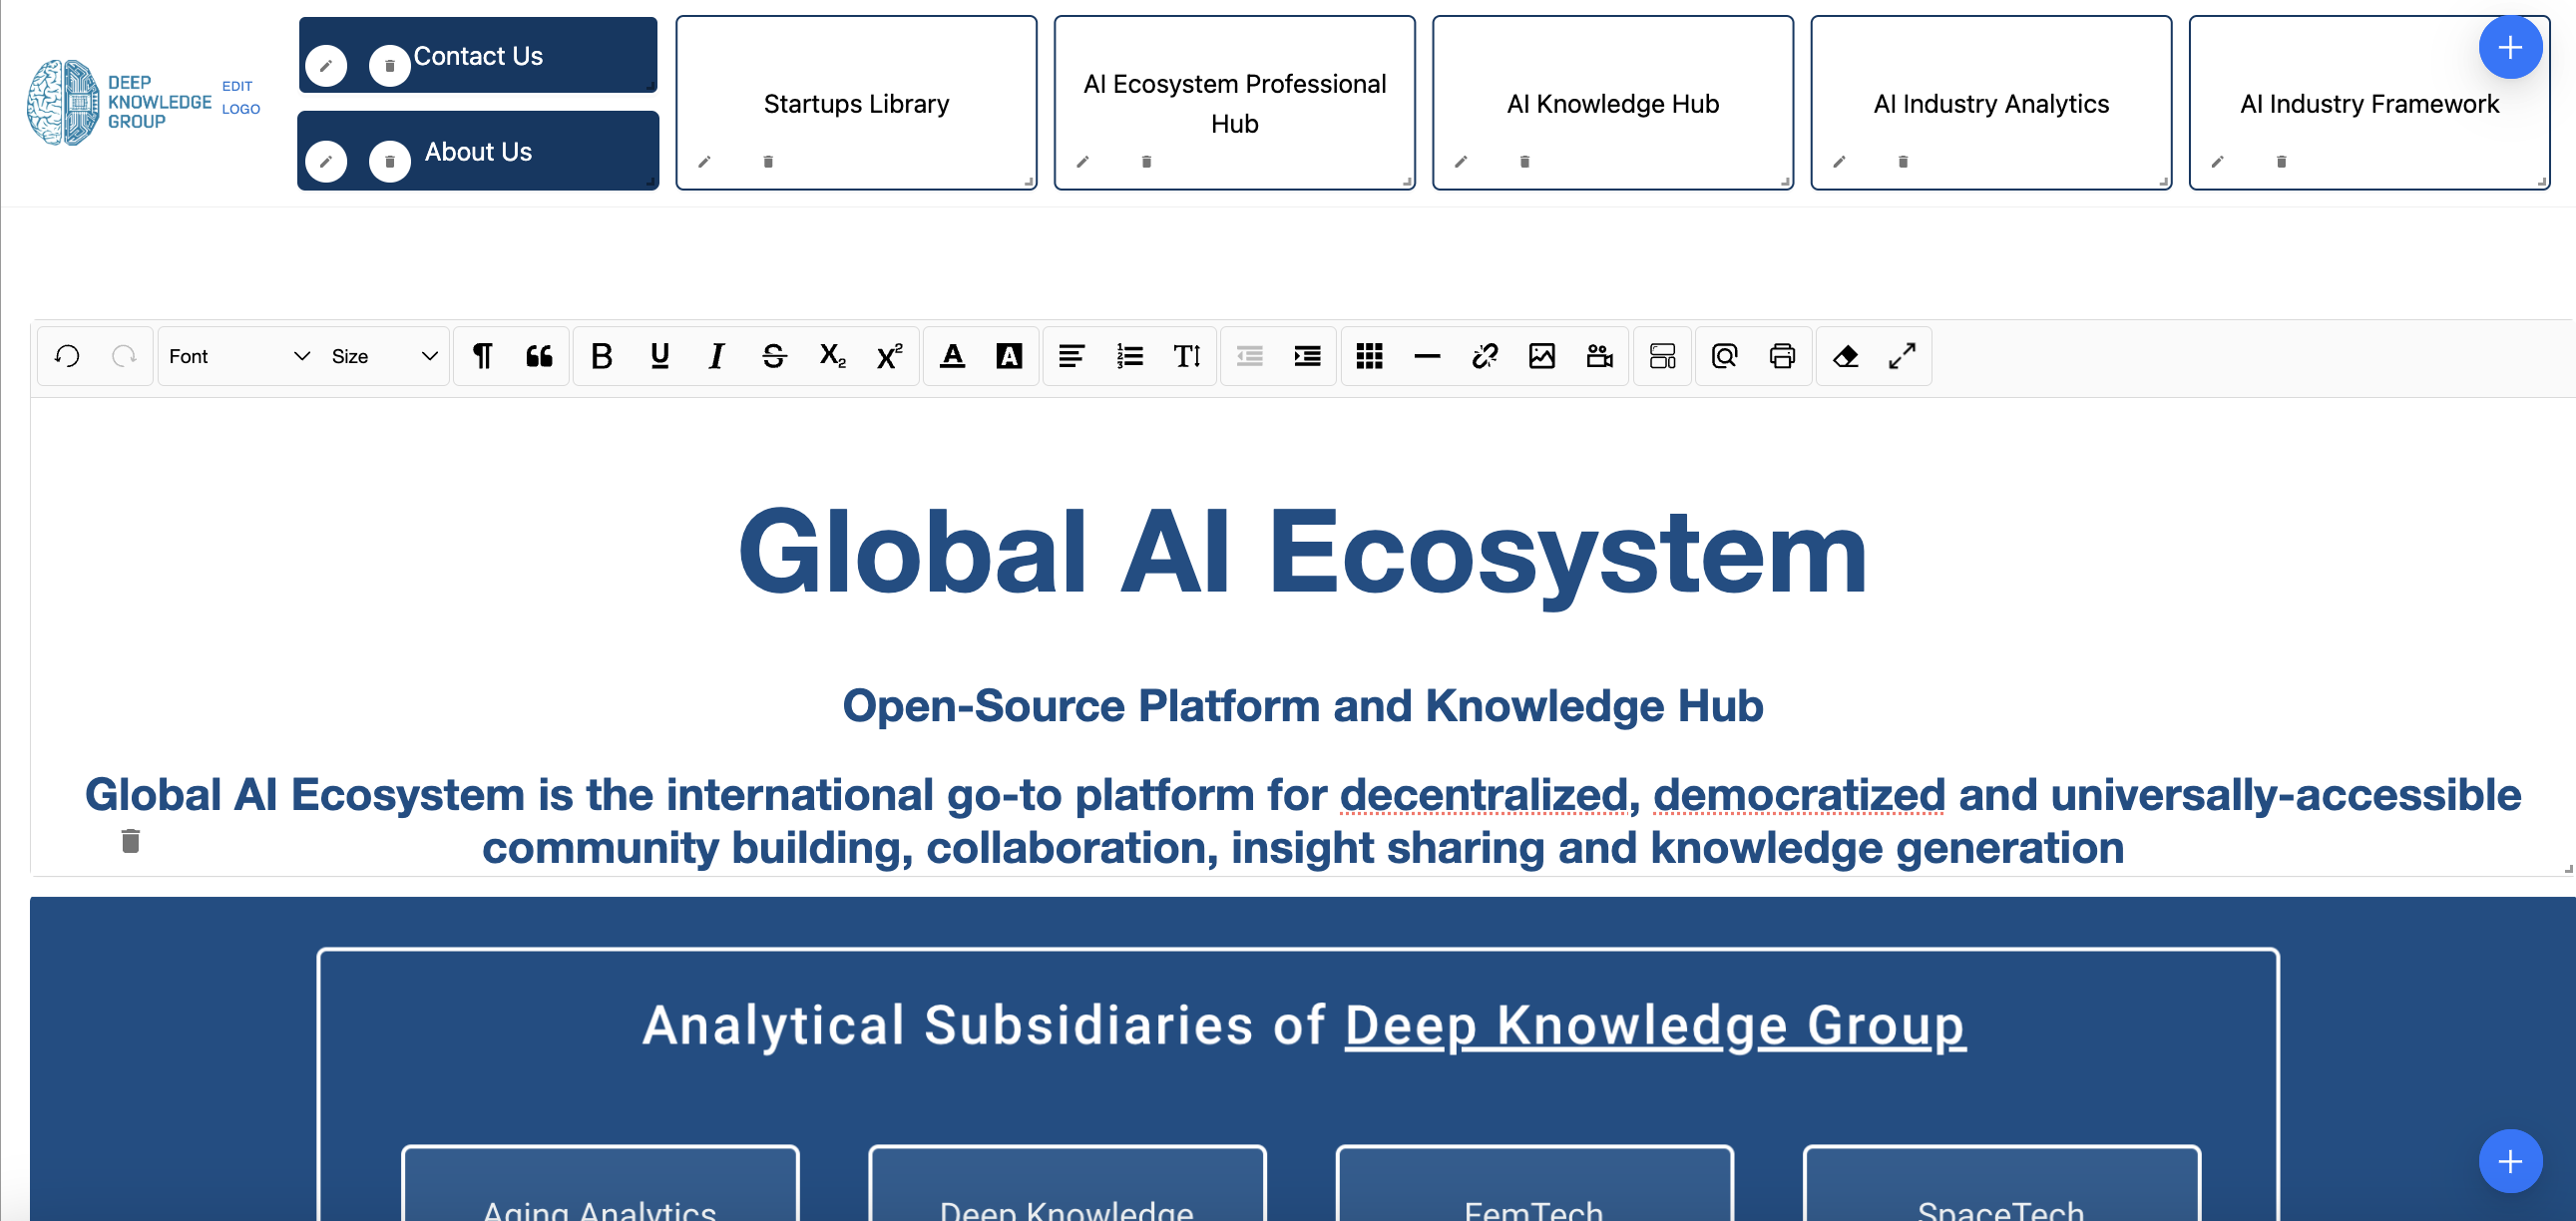 DEEP
KNOWLEDGE
GROUP
EDIT
LOGO
Contact Us
About Us
Startups Library
AI Ecosystem Professional
Hub
AI Knowledge Hub
AI Industry Analytics
AI Industry Framework
Font
Size
Global AI Ecosystem
Open-Source Platform and Knowledge Hub
Global AI Ecosystem is the international go-to platform for decentralized, democratized and universally-accessible
community building, collaboration, insight sharing and knowledge generation
Analytical Subsidiaries of Deep Knowledge Group
Aging Analytics
Deep Knowledge
FemTech
SpaceTech